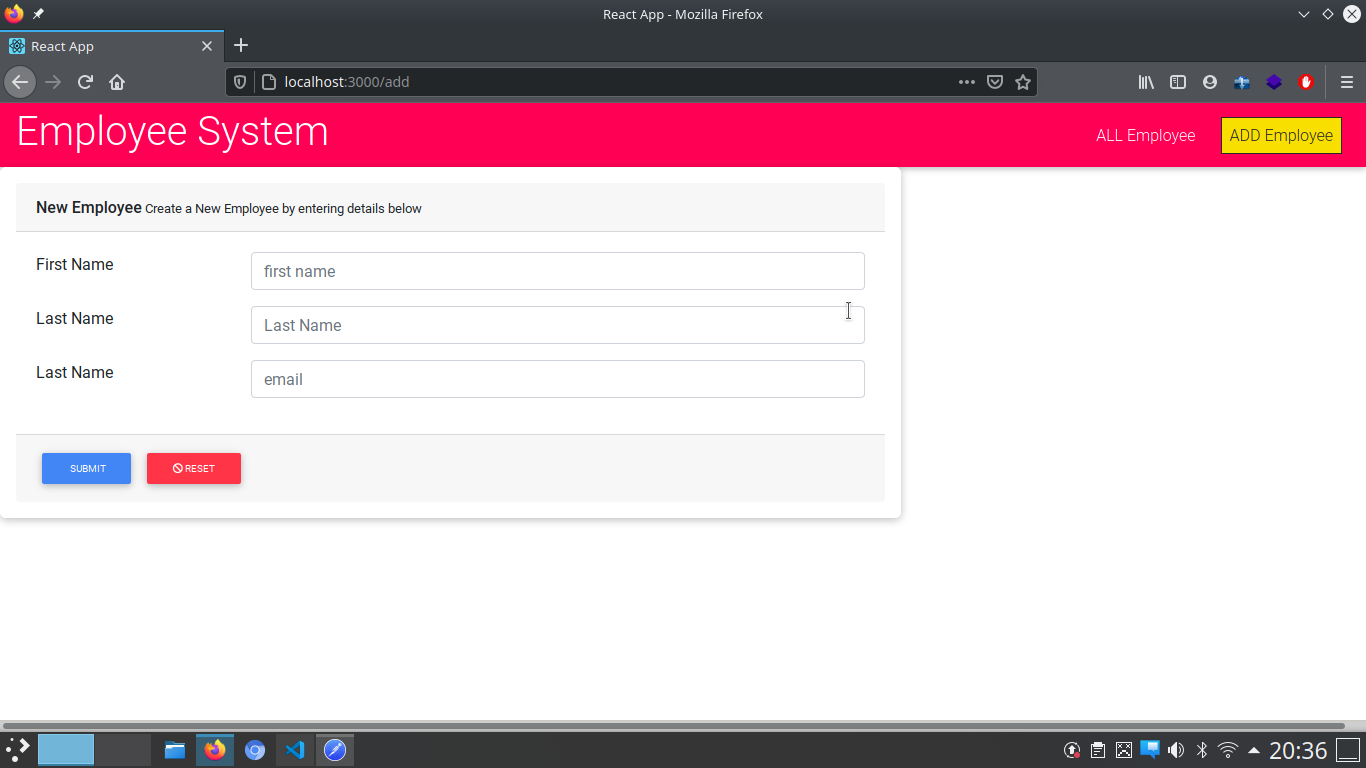 React App - Mozilla Firefox
React App
localhost:3000/add
Employee System
ALL Employee
ADD Employee
New Employee Create a New Employee by entering details below
First Name
first name
Last Name
Last Name
Last Name
email
SUBMIT
RESET
20:36